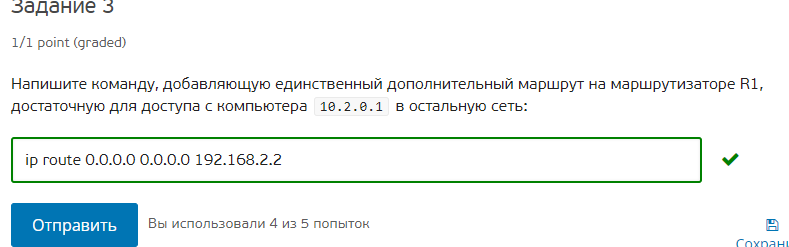 Задание 3
1/1 point (graded)
Напишите команду, добавляющую единственный дополнительный маршрут на маршрутизаторе R1,
достаточную для доступа с компьютера 10.2.0.1 в остальную сеть:
ip route 0.0.0.0 0.0.0.0 192.168.2.2
Отправить
Вы использовали 4 из 5 попыток
Сохрани